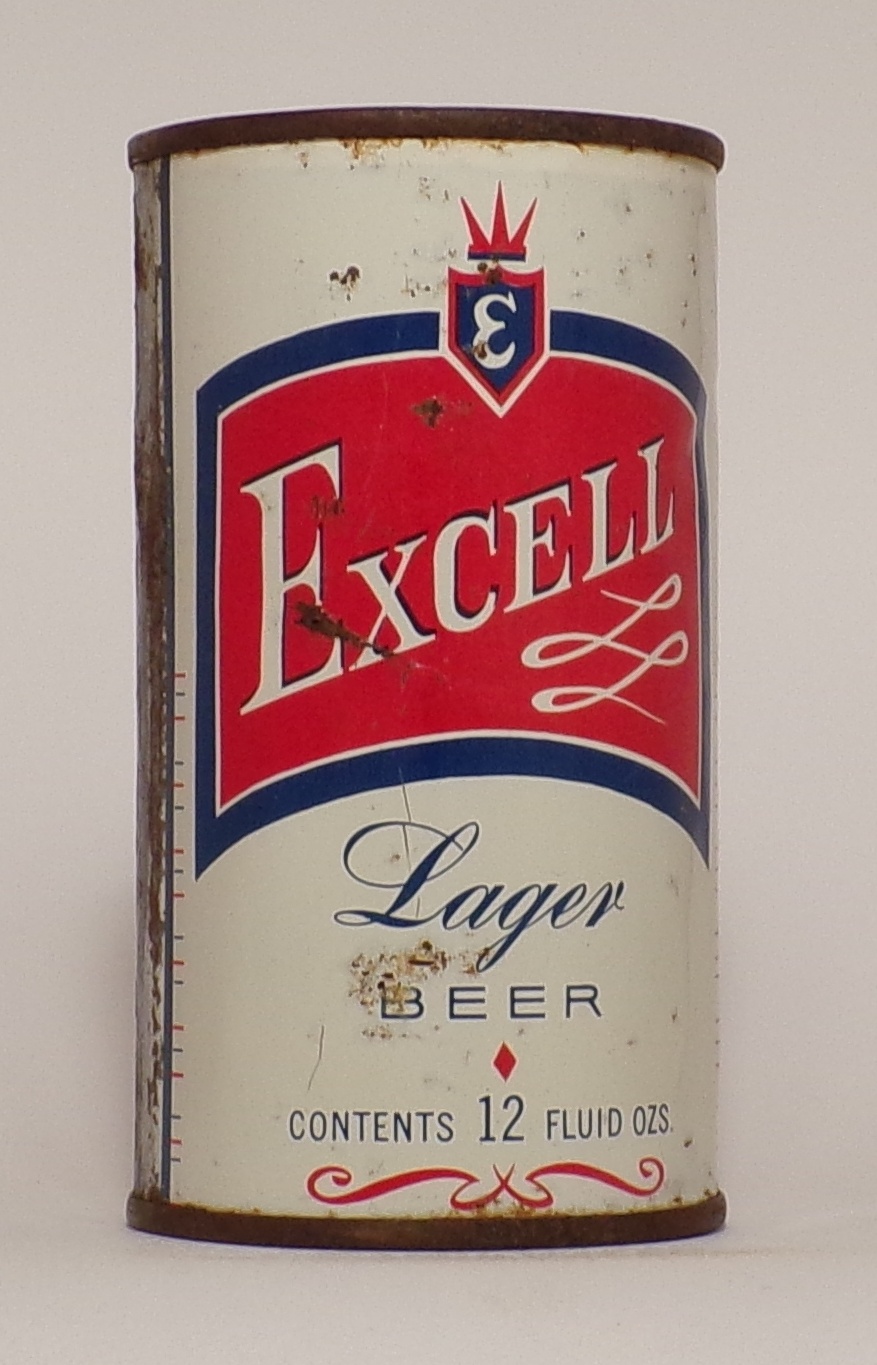 E
EXCELL
Lager
BEER
CONTENTS 12 FLUID OZS.